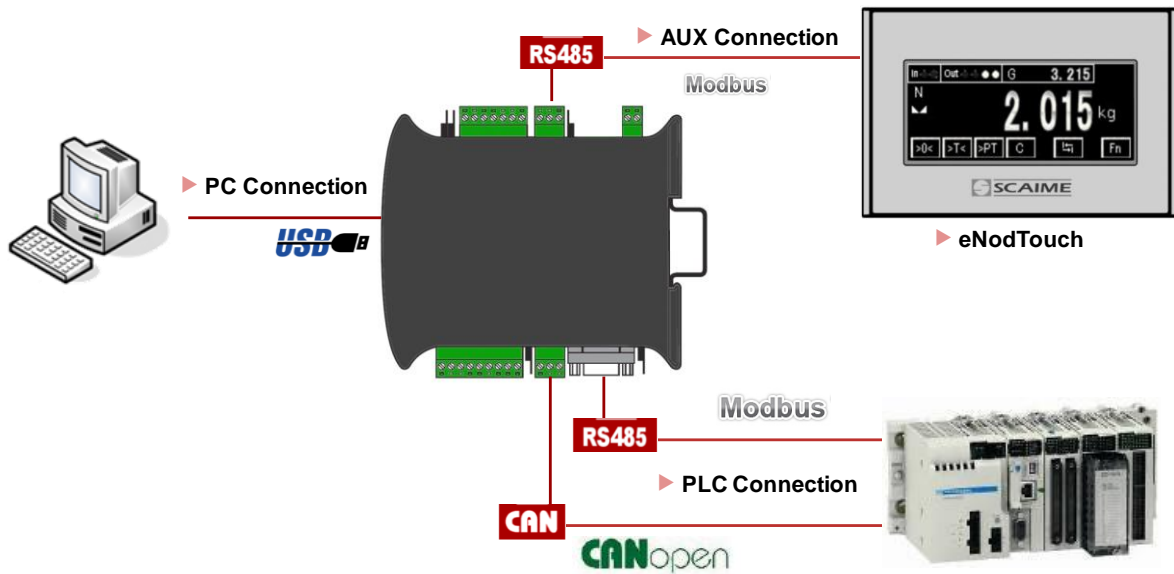 RS485
▶ AUX Connection
Modbus
In Out G 3. 215
N
2. 015 kg
>0< >T< >PT C Fn
SCAIME
▶ eNodTouch
▶ PC Connection
USB
Modbus
RS485
▶ PLC Connection
CAN
CANopen